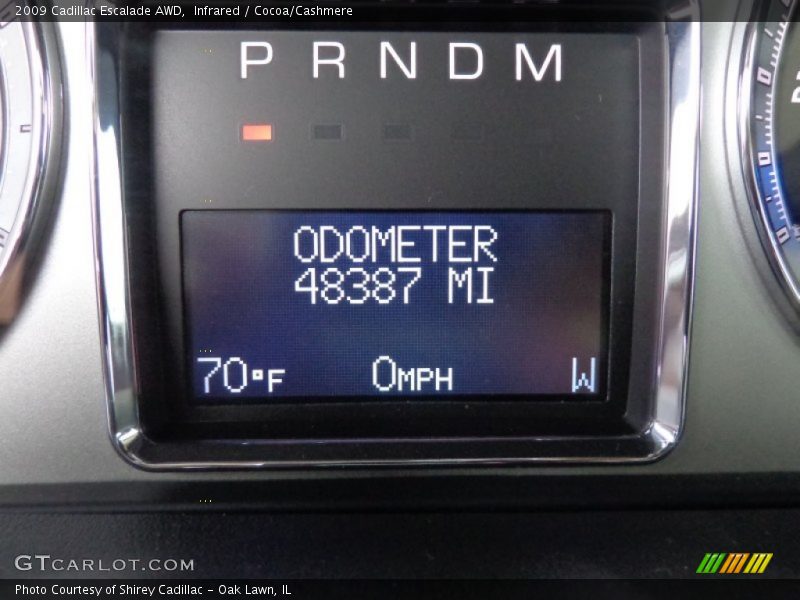 2009 Cadillac Escalade AWD, Infrared / Cocoa/Cashmere
P R N D M
ODOMETER
48387 MI
70°F 0MPH W
GTCARLOT.COM
Photo Courtesy of Shirey Cadillac - Oak Lawn, IL